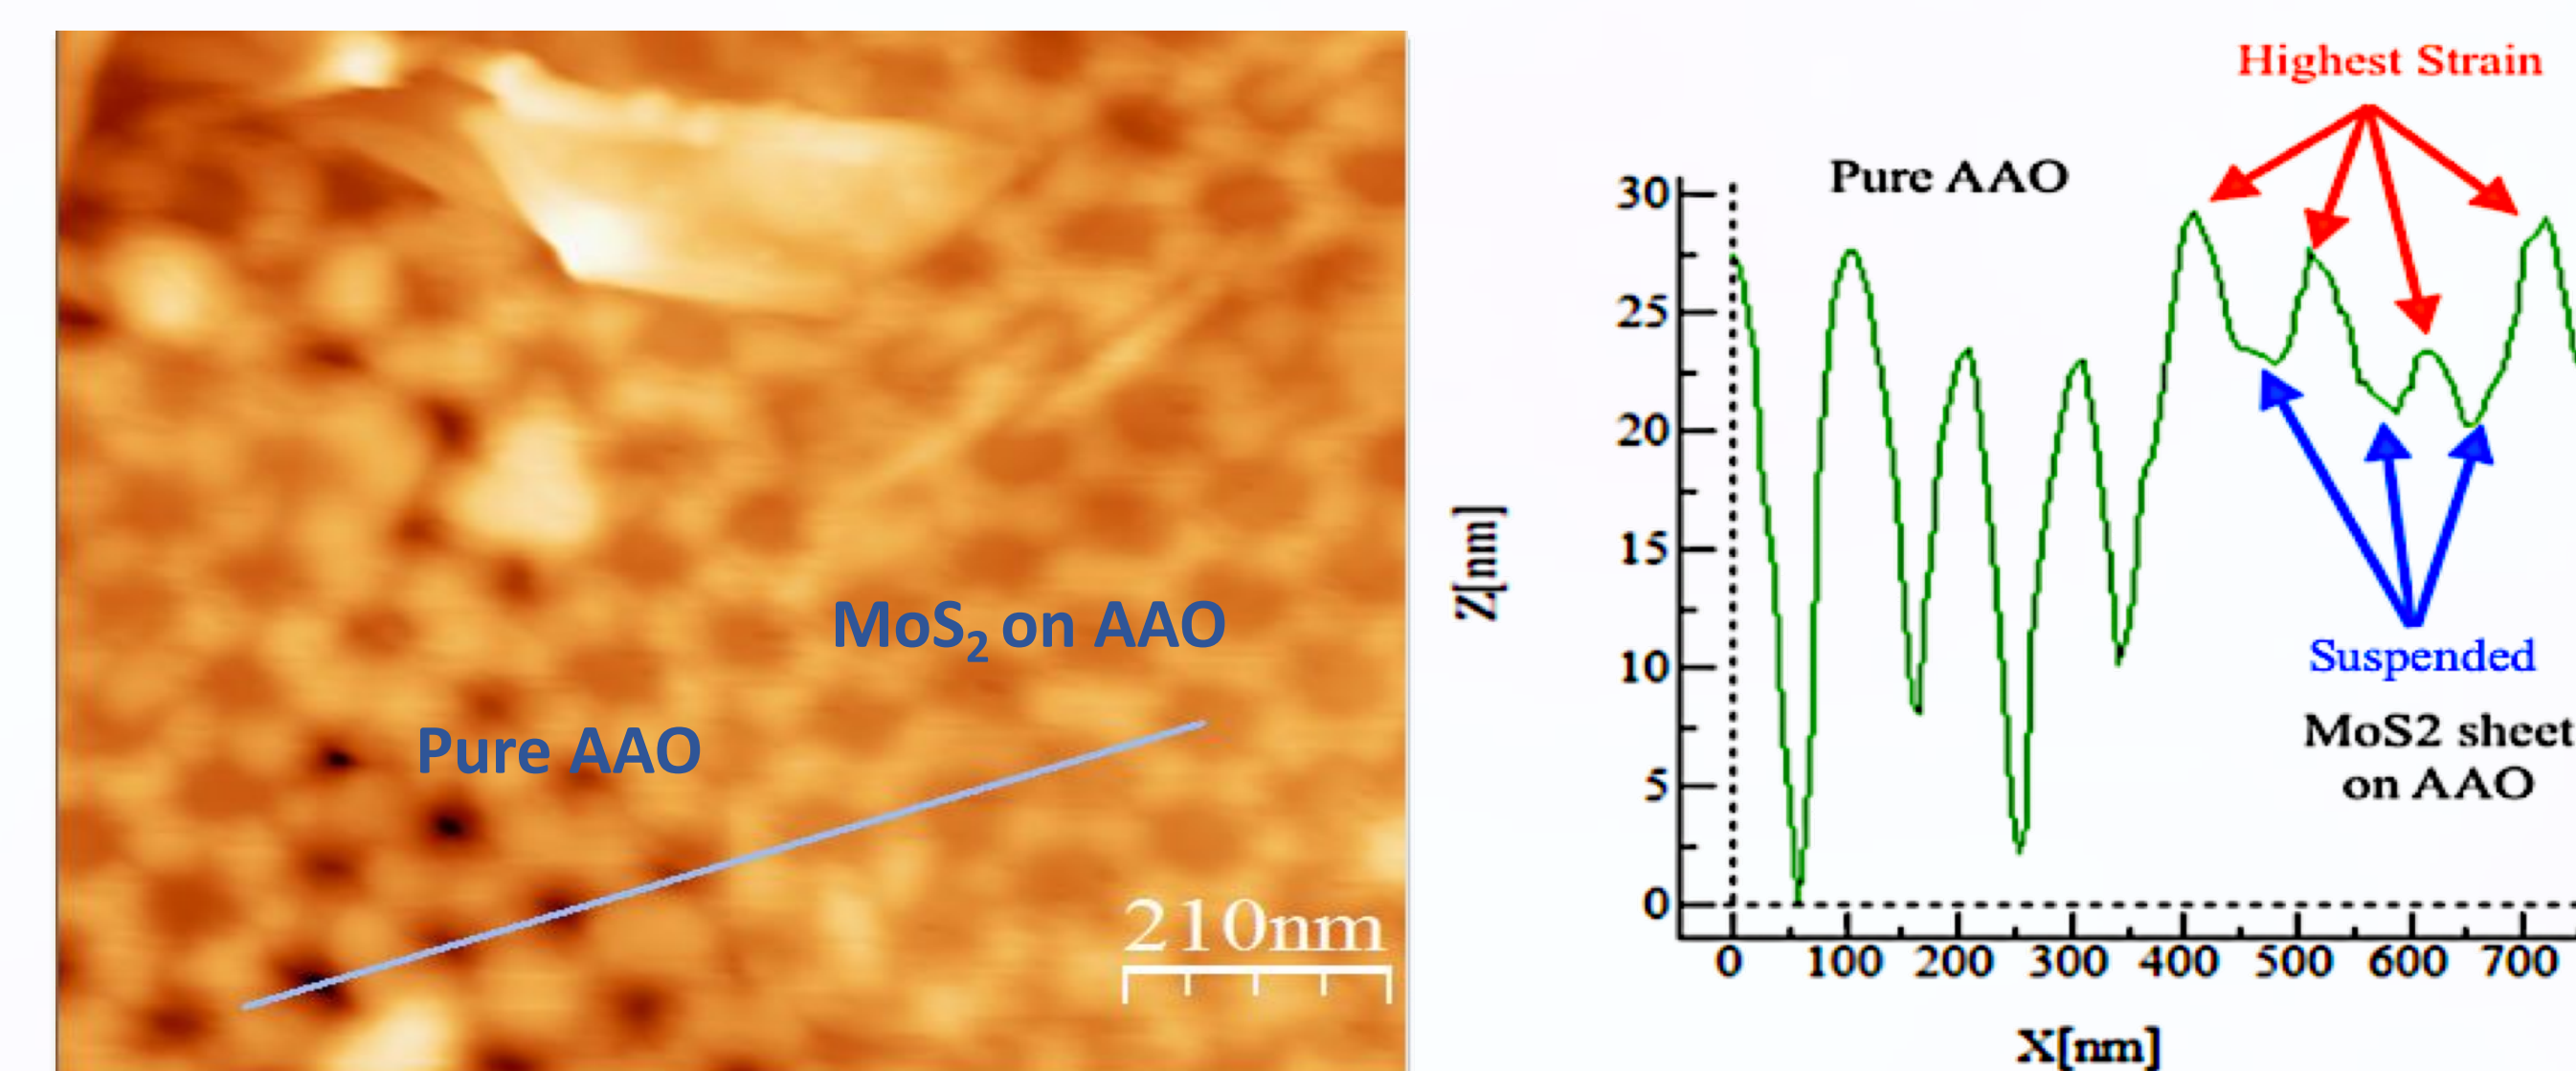 MoS2 on AAO
Pure AAO
210nm
Highest Strain
Pure AAO
30
25
20
15
10
5
0
Z[nm]
Suspended
MoS2 sheet
on AAO
0 100 200 300 400 500 600 700
X[nm]